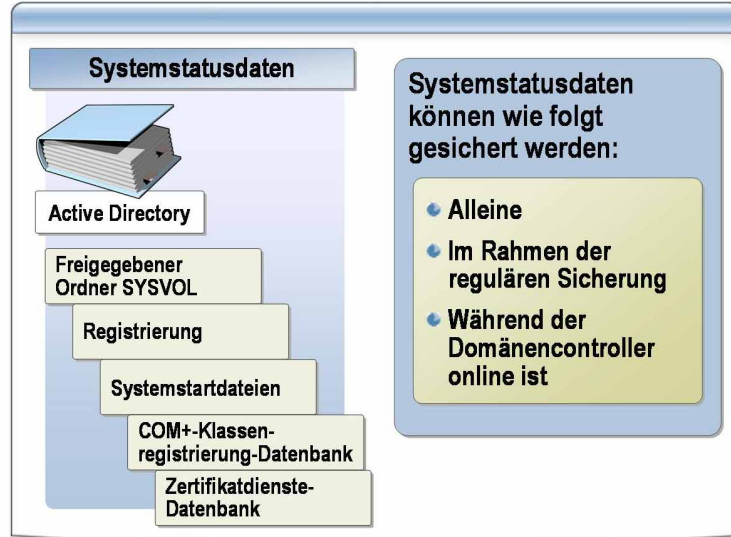 Systemstatusdaten
Active Directory
Freigegebener
Ordner SYSVOL
Registrierung
Systemstartdateien
COM+-Klassen-
registrierung-Datenbank
Zertifikatdienste-
Datenbank
Systemstatusdaten
können wie folgt
gesichert werden:
Alleine
Im Rahmen der
regulären Sicherung
Während der
Domänencontroller
online ist